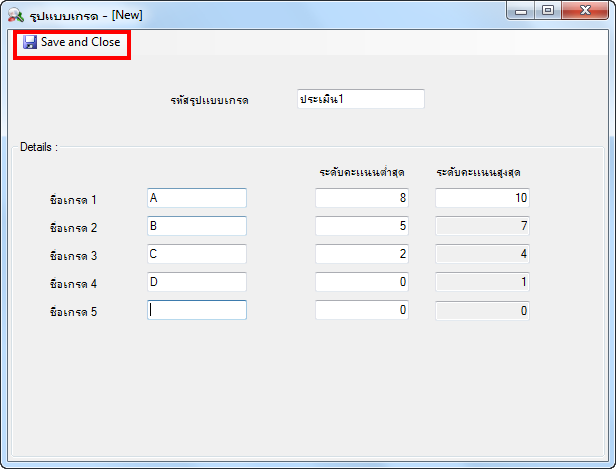 รูปแบบเกรด - [New]
Save and Close
รหัสรูปแบบเกรด ประเมิน1
Details :
ระดับคะแนนต่ำสุด ระดับคะแนนสูงสุด
ชื่อเกรด 1 A 8 10
ชื่อเกรด 2 B 5 7
ชื่อเกรด 3 C 2 4
ชื่อเกรด 4 D 0 1
ชื่อเกรด 5 0 0